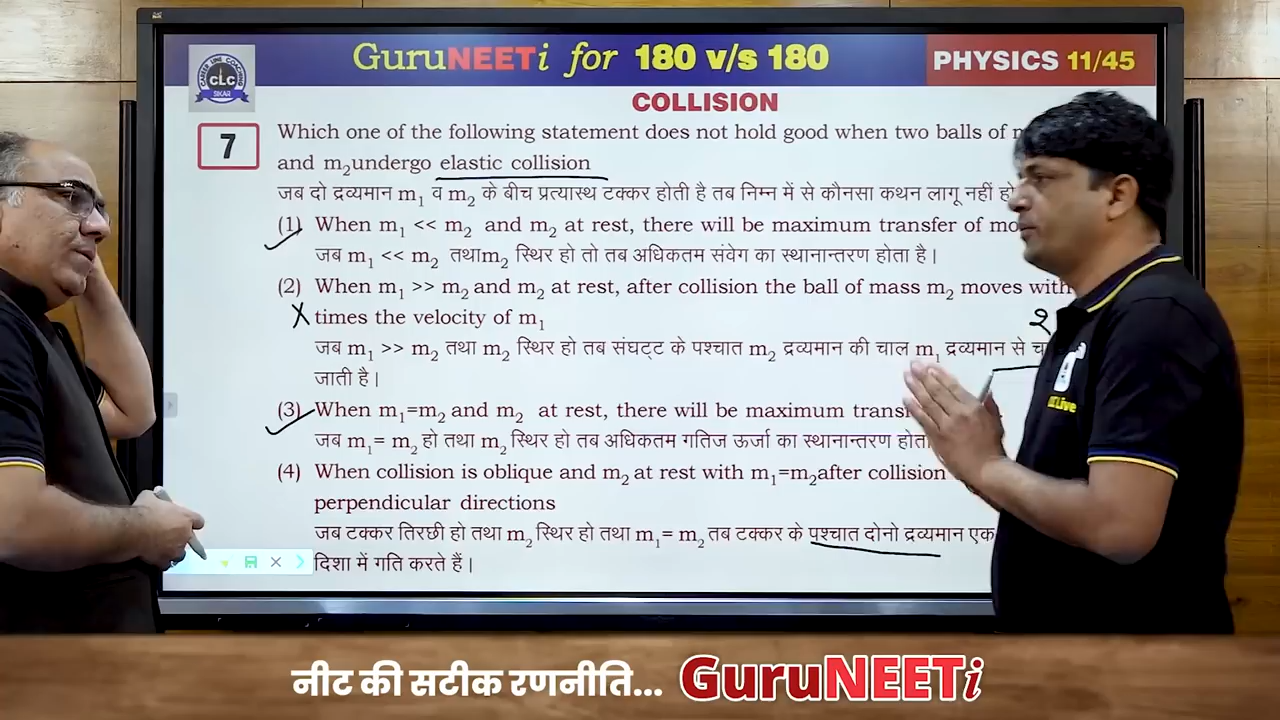 GuruNEETi for 180 v/s 180
PHYSICS 11/45
CLC
SIKAR
COLLISION
7
Which one of the following statement does not hold good when two balls of
and m₂undergo elastic collision
जब दो द्रव्यमान m₁ व m₂ के बीच प्रत्यास्थ टक्कर होती है तब निम्न में से कौनसा कथन लागू नहीं
(1) When m₁ << m₂ and m₂ at rest, there will be maximum transfer of
जब m₁ << m₂ तथाm₂ स्थिर हो तो तब अधिकतम संवेग का स्थानान्तरण होता है।
(2) When m₁ >> m₂ and m₂ at rest, after collision the ball of mass m₂ moves with
times the velocity of m₁
2
जब m₁ >> m₂ तथा m₂ स्थिर हो तब संघट्ट के पश्चात m₂ द्रव्यमान की चाल m₁ द्रव्यमान से
जाती है।
(3) When m₁=m₂ and m₂ at rest, there will be maximum
जब m₁= m₂ हो तथा m₂ स्थिर हो तब अधिकतम गतिज ऊर्जा का स्थानान्तरण होता
(4) When collision is oblique and m₂ at rest with m₁=m₂after collision
perpendicular directions
जब टक्कर तिरछी हो तथा m₂ स्थिर हो तथा m₁= m₂ तब टक्कर के पश्चात दोनो द्रव्यमान एक
दिशा में गति करते हैं।
Live
नीट की सटीक रणनीति... GuruNEETi